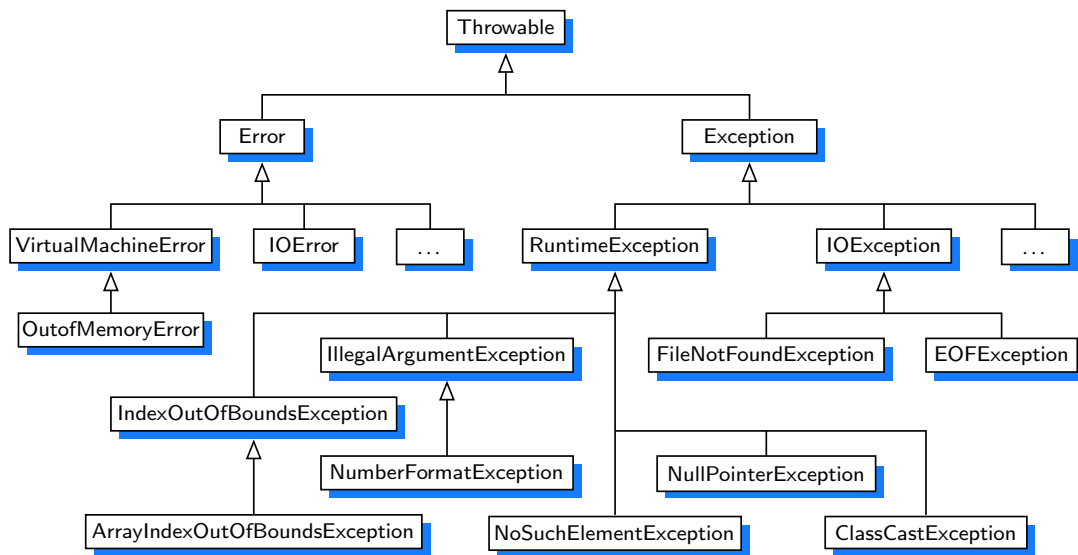 Throwable
Error
Exception
VirtualMachineError
IOError
...
RuntimeException
IOException
...
OutofMemoryError
IllegalArgumentException
FileNotFoundException
EOFException
IndexOutOfBoundsException
NumberFormatException
NullPointerException
ArrayIndexOutOfBoundsException
NoSuchElementException
ClassCastException